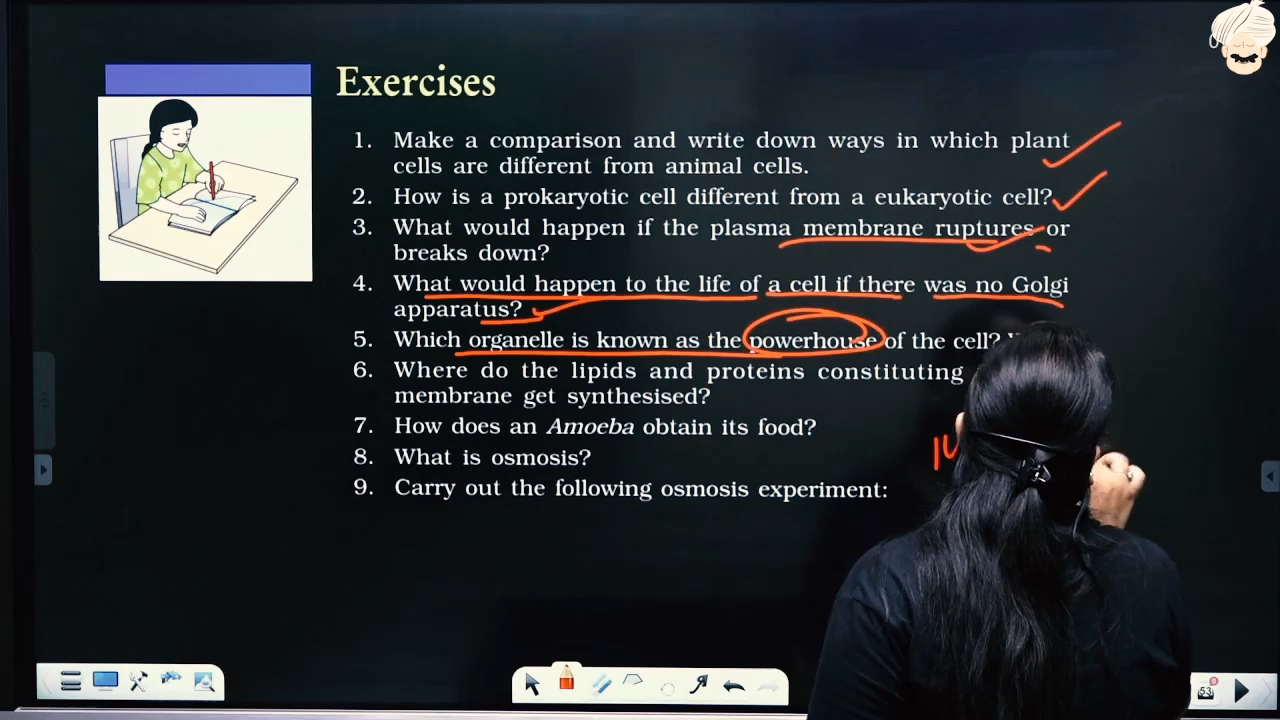 Exercises
1. Make a comparison and write down ways in which plant
cells are different from animal cells.
2. How is a prokaryotic cell different from a eukaryotic cell?
3. What would happen if the plasma membrane ruptures or
breaks down?
4. What would happen to the life of a cell if there was no Golgi
apparatus?
5. Which organelle is known as the powerhouse of the cell?
6. Where do the lipids and proteins constituting
membrane get synthesised?
7. How does an Amoeba obtain its food?
8. What is osmosis?
9. Carry out the following osmosis experiment:
53